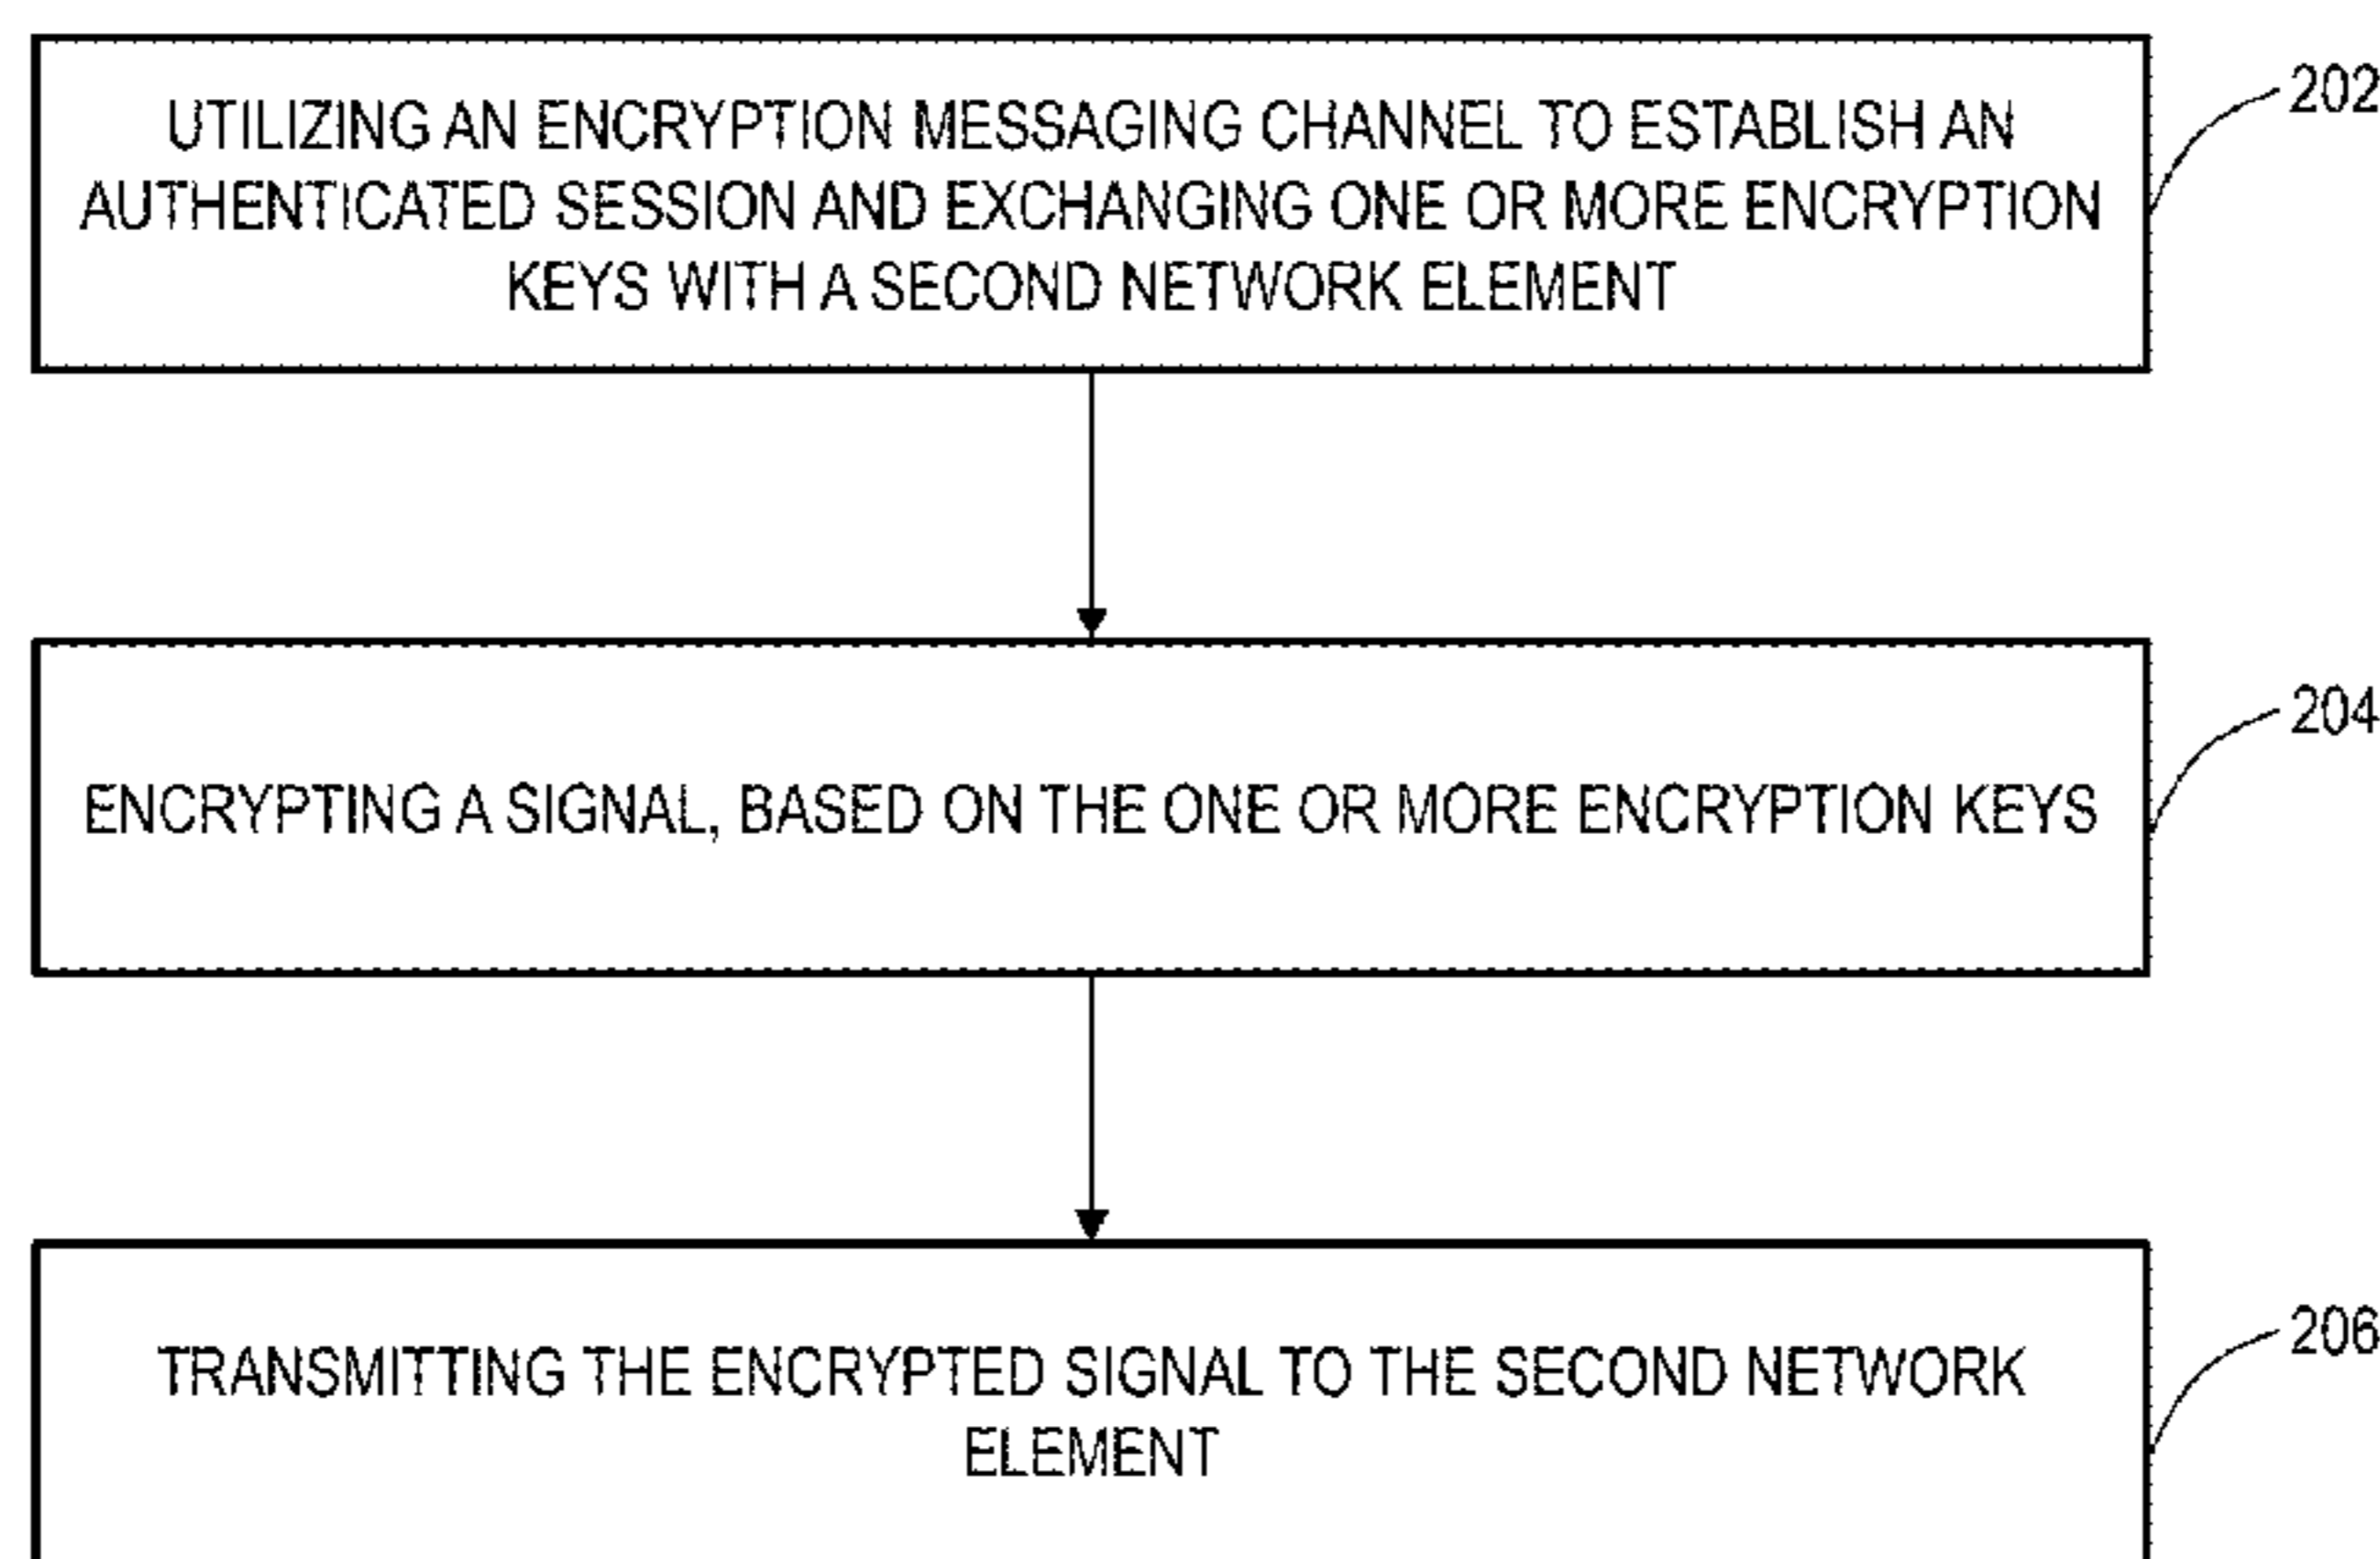 202
UTILIZING AN ENCRYPTION MESSAGING CHANNEL TO ESTABLISH AN
AUTHENTICATED SESSION AND EXCHANGING ONE OR MORE ENCRYPTION
KEYS WITH A SECOND NETWORK ELEMENT
204
ENCRYPTING A SIGNAL, BASED ON THE ONE OR MORE ENCRYPTION KEYS
206
TRANSMITTING THE ENCRYPTED SIGNAL TO THE SECOND NETWORK
ELEMENT